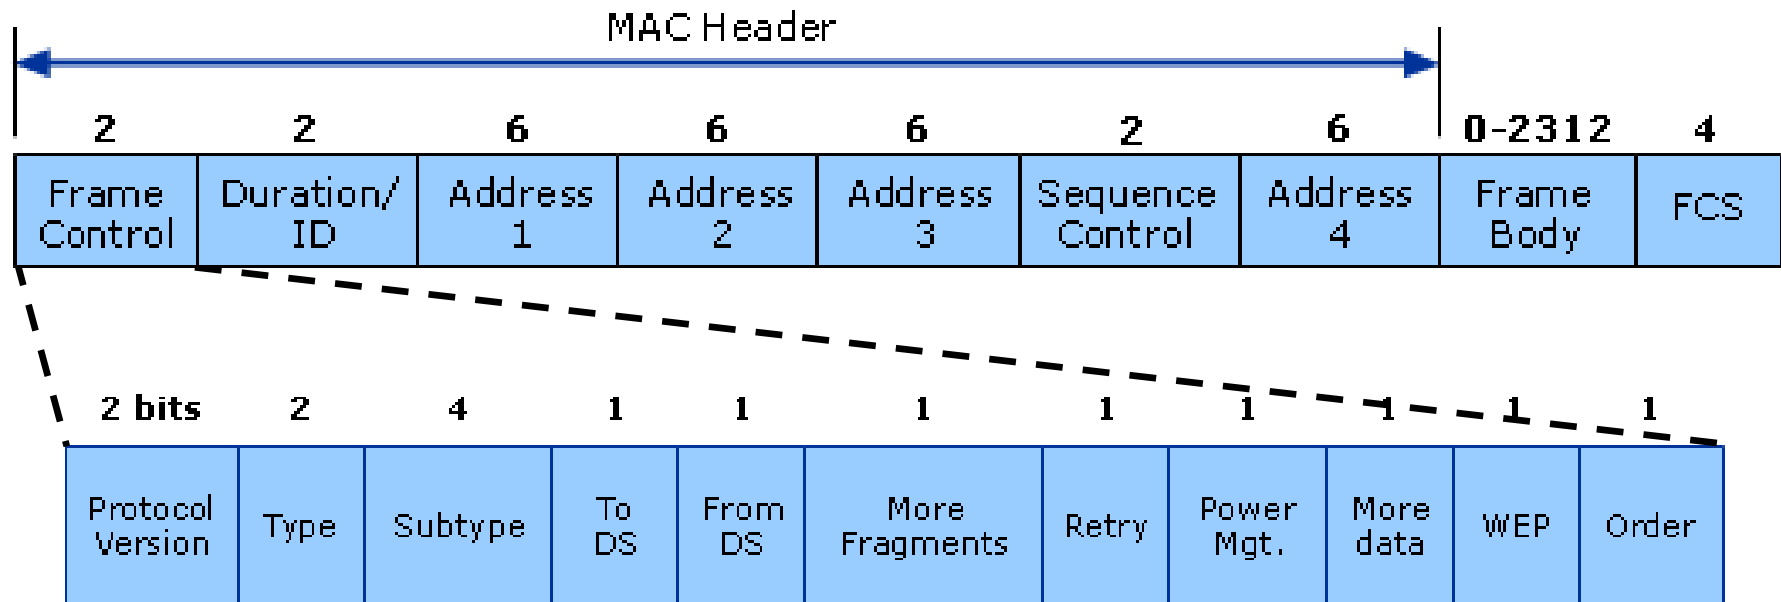 MAC Header
2 2 6 6 6 2 6 0-2312 4
Frame Control
Duration/ ID
Address 1
Address 2
Address 3
Sequence Control
Address 4
Frame Body
FCS
2 bits 2 4 1 1 1 1 1 1 1 1
Protocol Version
Type
Subtype
To DS
From DS
More Fragments
Retry
Power Mgt.
More data
WEP
Order